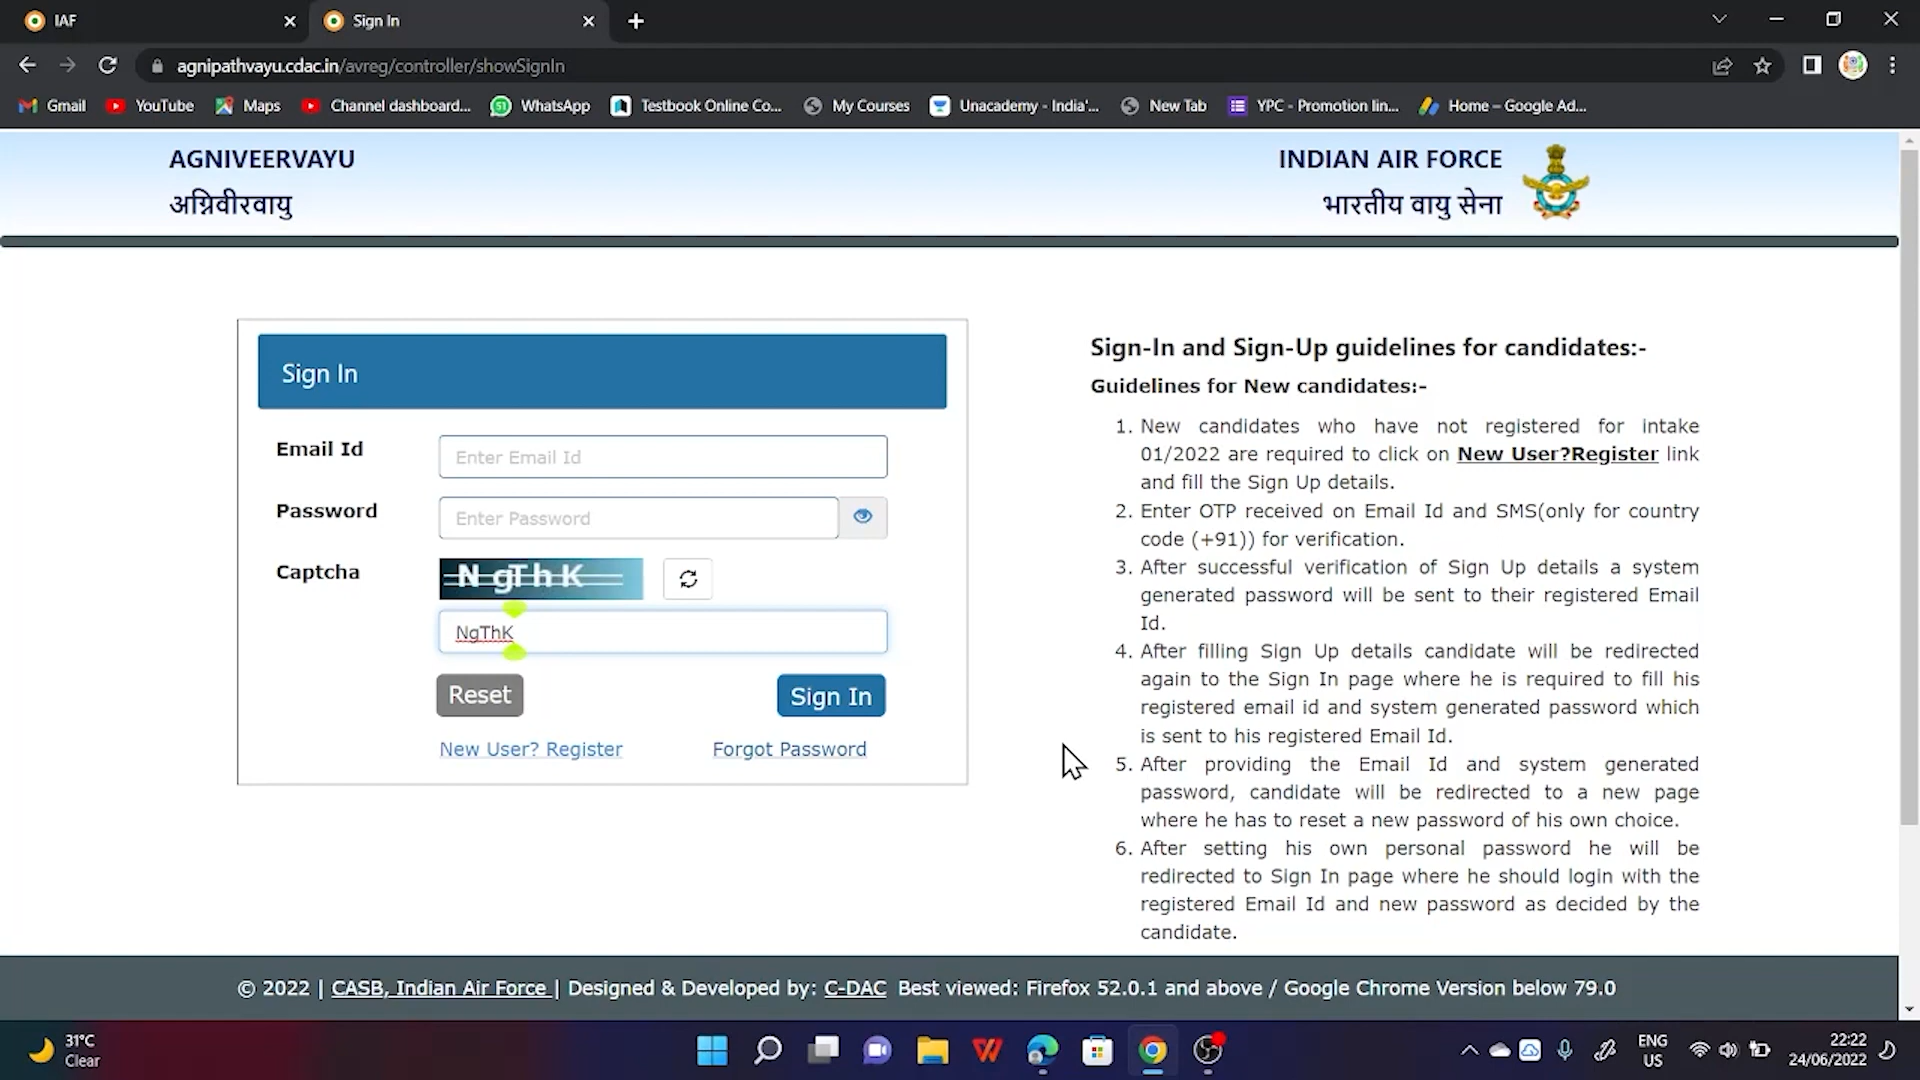 IAF
Sign In
agnipathvayu.cdac.in/avreg/controller/showSignIn
Gmail
YouTube
Maps
Channel dashboard...
WhatsApp
Testbook Online Co...
My Courses
Unacademy - India'...
New Tab
YPC - Promotion lin...
Home – Google Ad...
AGNIVEERVAYU
अग्निवीरवायु
INDIAN AIR FORCE
भारतीय वायु सेना
Sign In
Email Id
Enter Email Id
Password
Enter Password
Captcha
NgThK
NgThK
Reset
Sign In
New User? Register
Forgot Password
Sign-In and Sign-Up guidelines for candidates:-
Guidelines for New candidates:-
1. New candidates who have not registered for intake
01/2022 are required to click on New User?Register link
and fill the Sign Up details.
2. Enter OTP received on Email Id and SMS(only for country
code (+91)) for verification.
3. After successful verification of Sign Up details a system
generated password will be sent to their registered Email
Id.
4. After filling Sign Up details candidate will be redirected
again to the Sign In page where he is required to fill his
registered email id and system generated password which
is sent to his registered Email Id.
5. After providing the Email Id and system generated
password, candidate will be redirected to a new page
where he has to reset a new password of his own choice.
6. After setting his own personal password he will be
redirected to Sign In page where he should login with the
registered Email Id and new password as decided by the
candidate.
© 2022 | CASB, Indian Air Force | Designed & Developed by: C-DAC Best viewed: Firefox 52.0.1 and above / Google Chrome Version below 79.0
31°C
Clear
ENG
US
22:22
24/06/2022